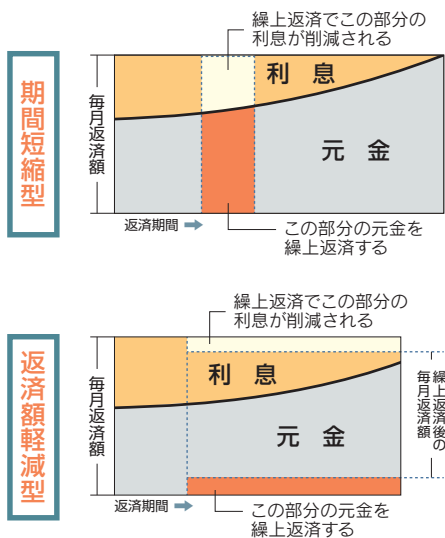 繰上返済でこの部分の
利息が削減される
期間短縮型
毎月返済額
利息
元金
返済期間
この部分の元金を
繰上返済する
繰上返済でこの部分の
利息が削減される
返済額軽減型
毎月返済額
利息
元金
繰上返済後の
毎月返済額
返済期間
この部分の元金を
繰上返済する